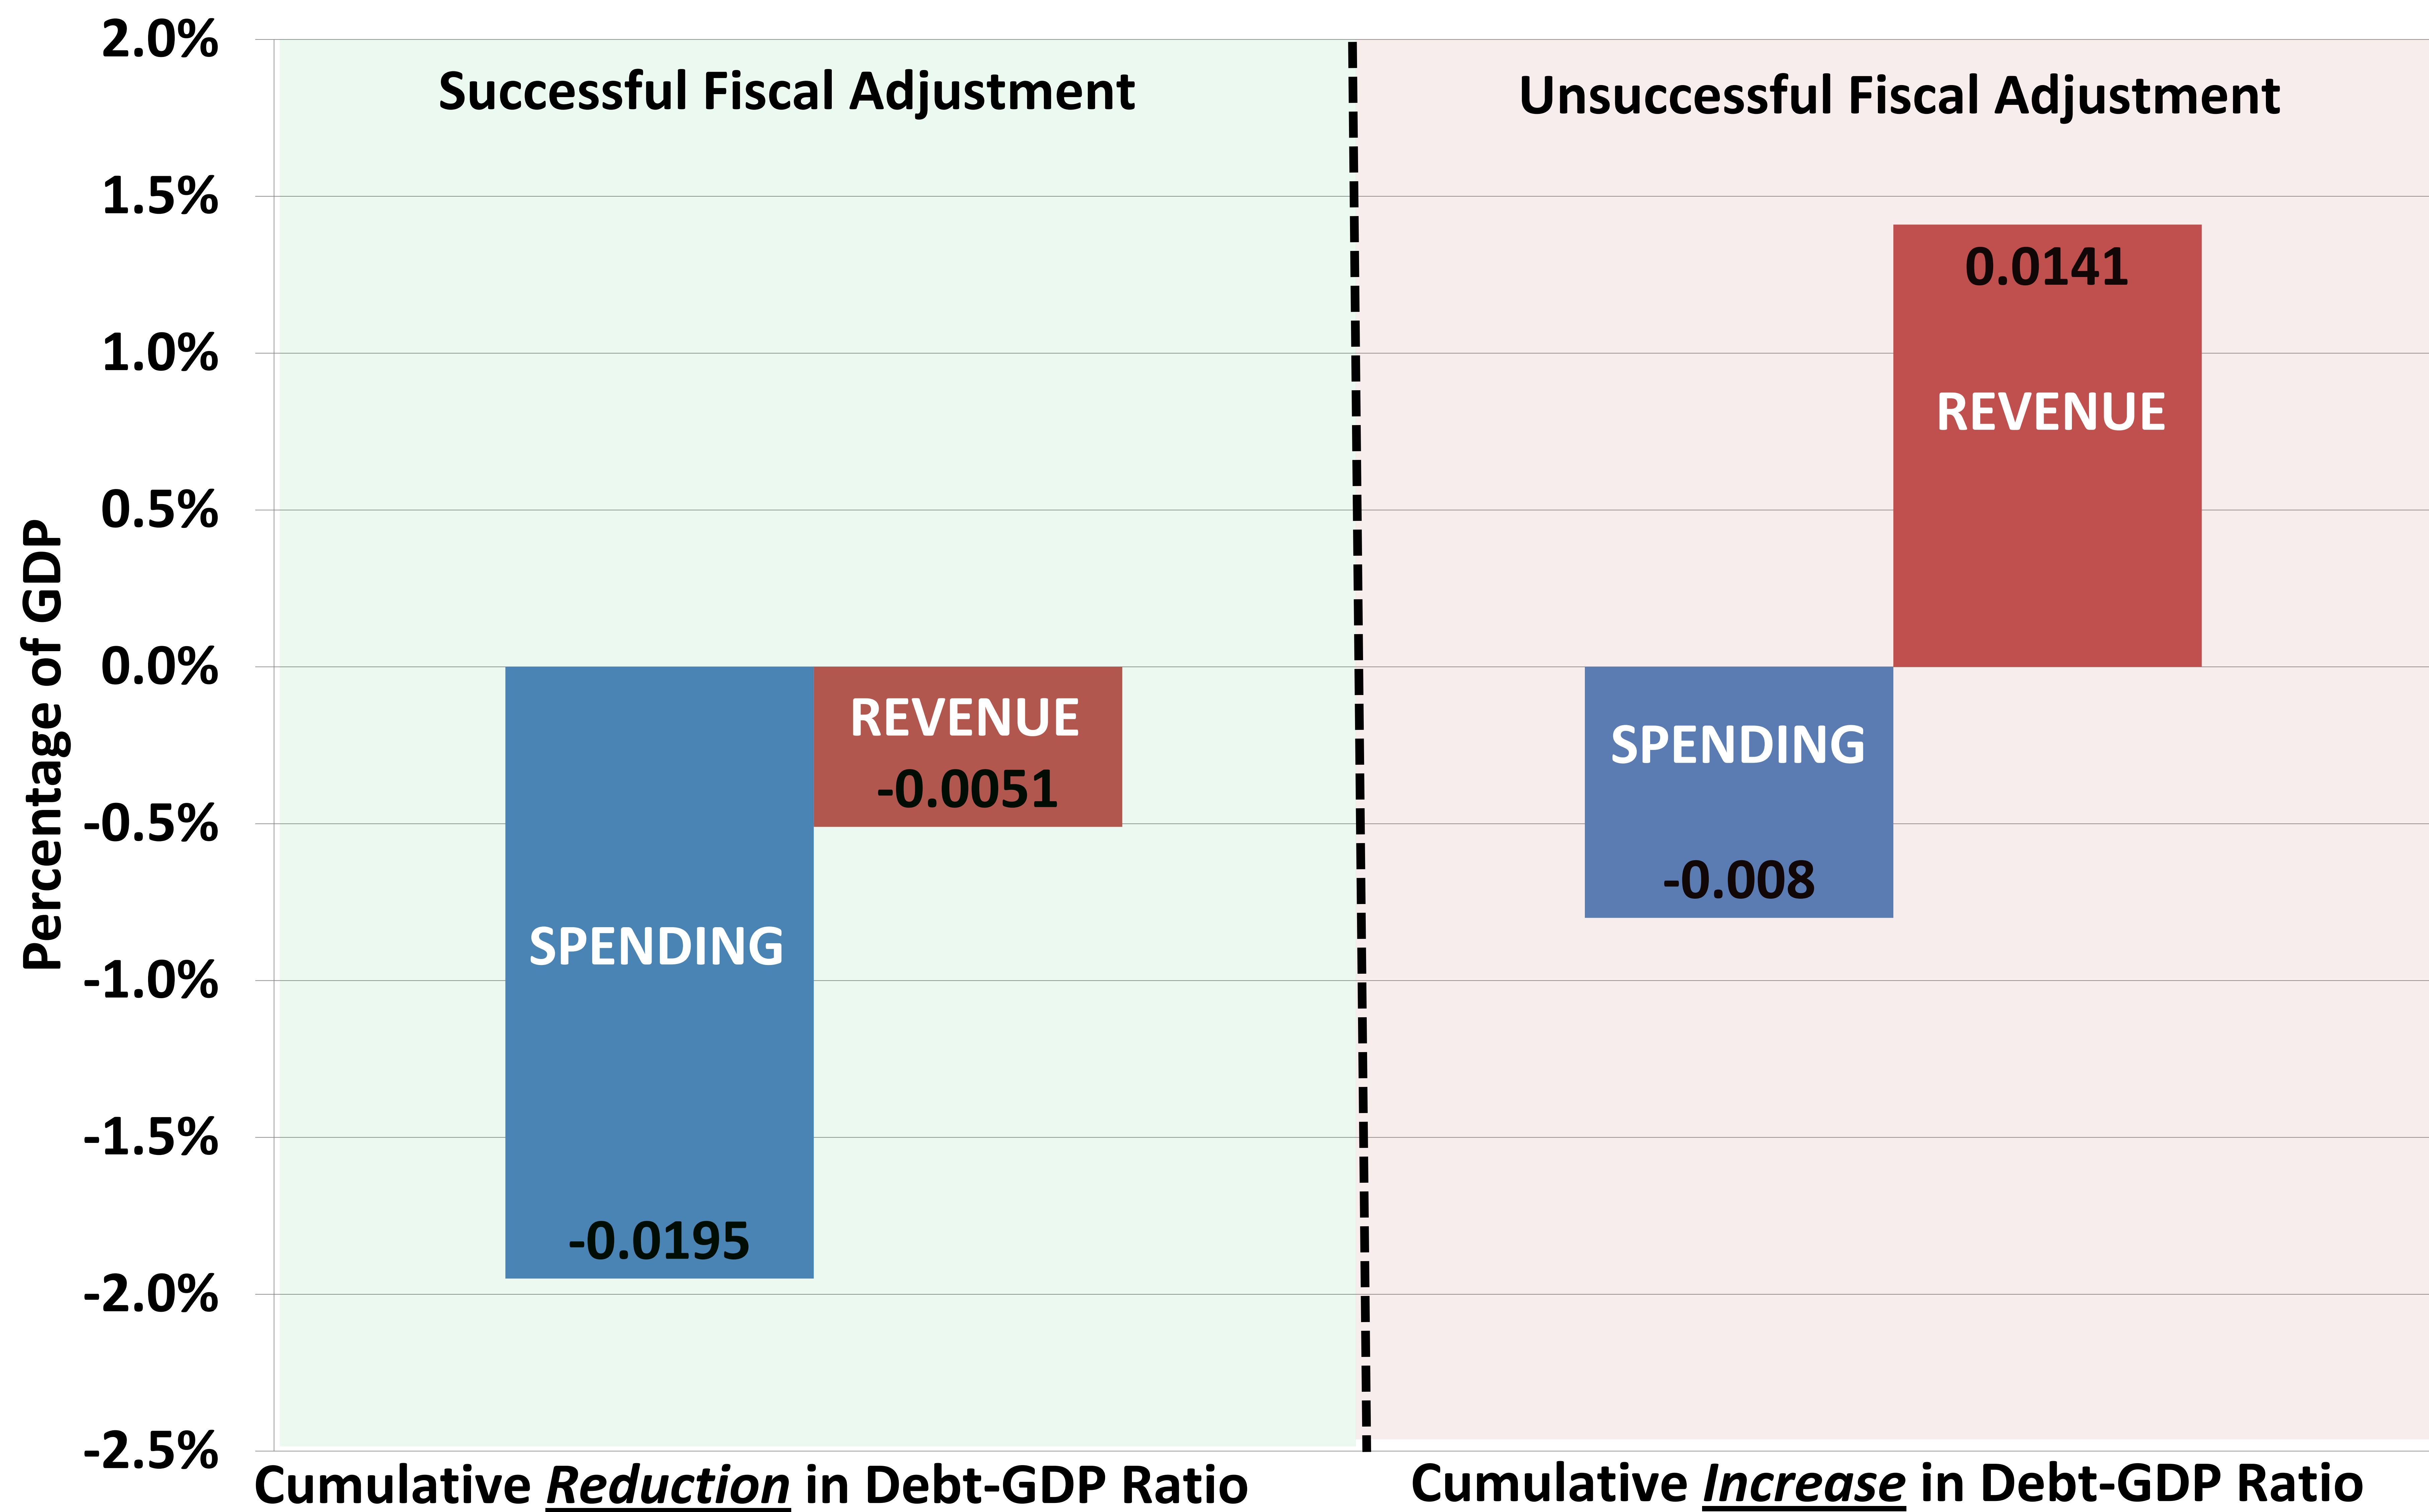 2.0%
1.5%
1.0%
0.5%
0.0%
-0.5%
-1.0%
-1.5%
-2.0%
-2.5%
Percentage of GDP
Successful Fiscal Adjustment
SPENDING
-0.0195
REVENUE
-0.0051
Cumulative Reduction in Debt-GDP Ratio
Unsuccessful Fiscal Adjustment
SPENDING
-0.008
0.0141
REVENUE
Cumulative Increase in Debt-GDP Ratio